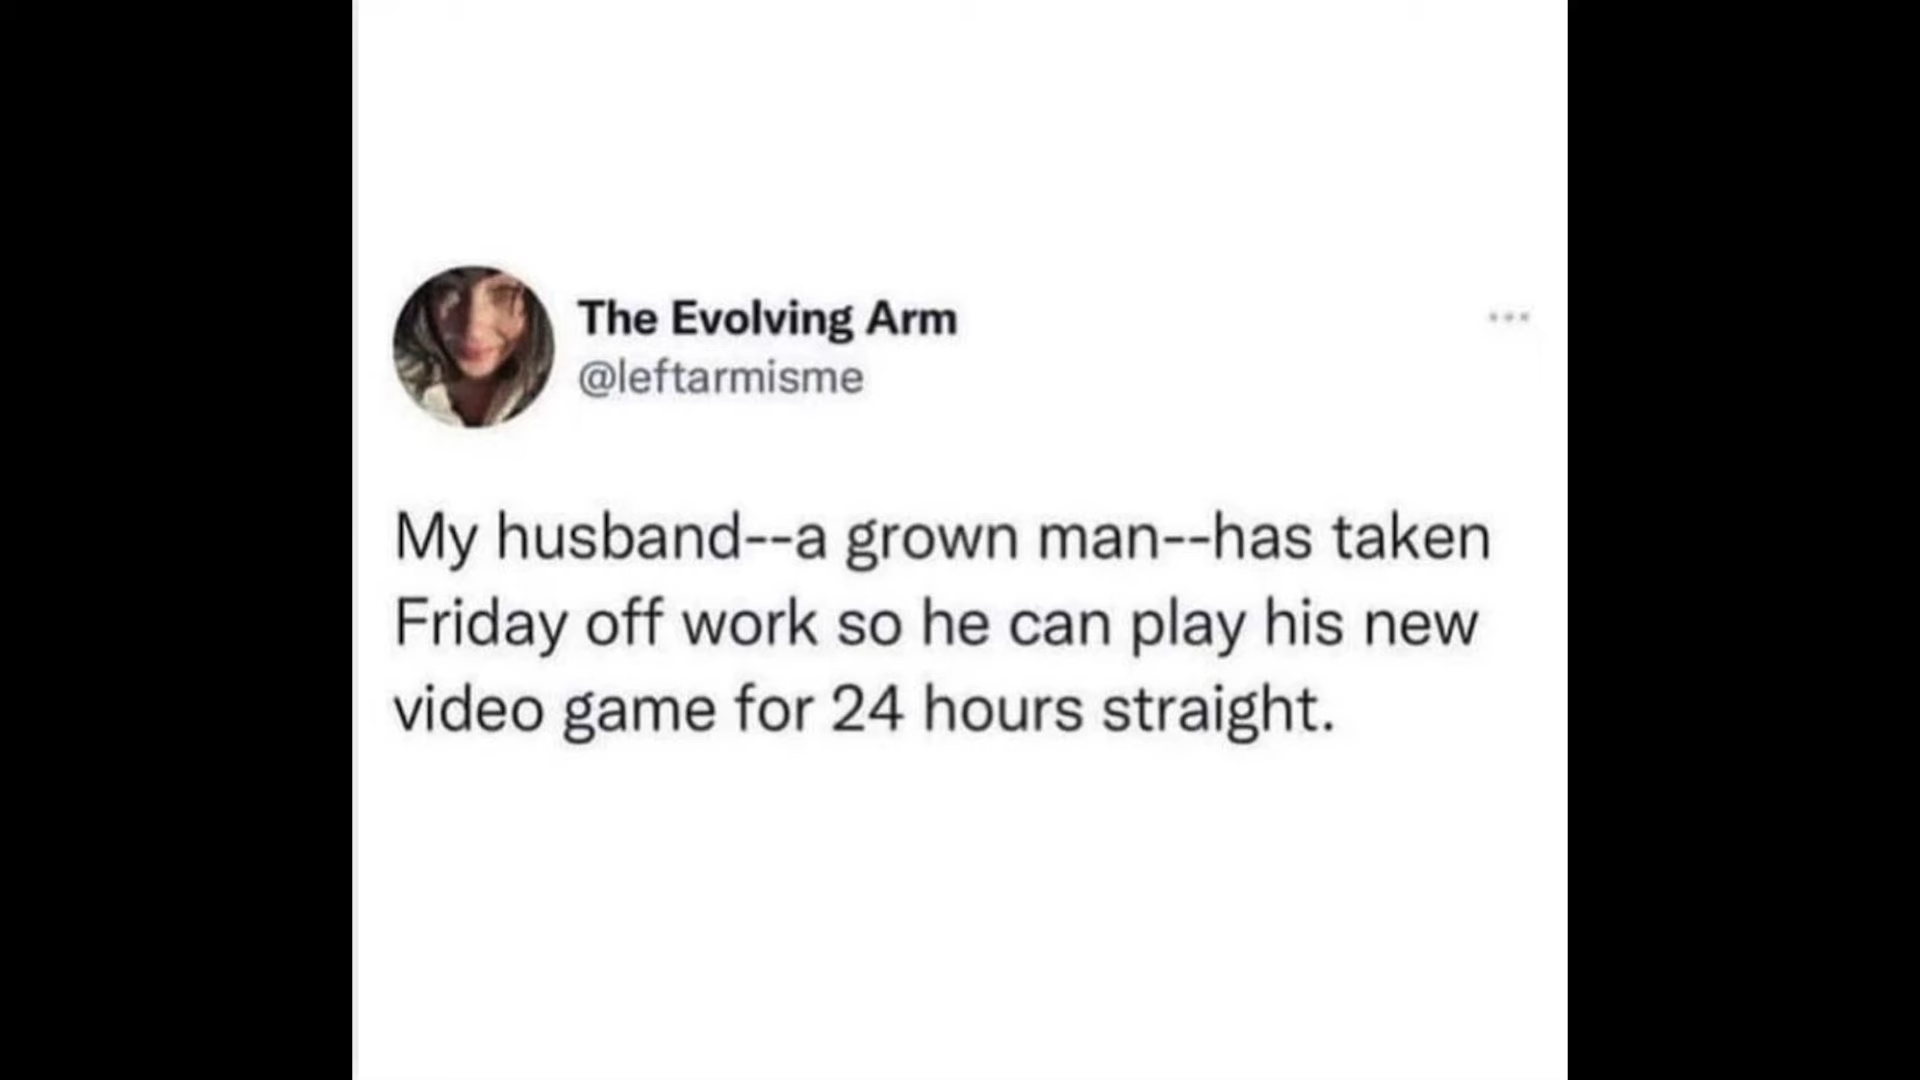 The Evolving Arm
@leftarmisme
My husband--a grown man--has taken
Friday off work so he can play his new
video game for 24 hours straight.